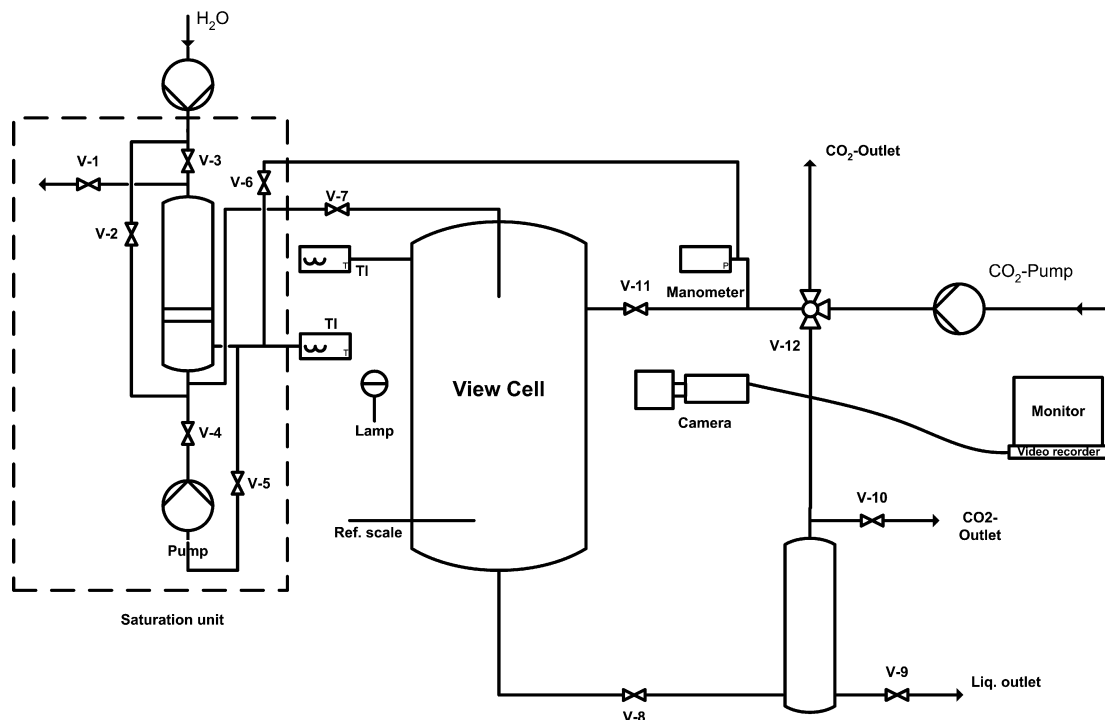 H₂O
V-1
V-3
V-6
V-7
V-2
CO₂-Outlet
TI
Manometer
P
T
CO₂-Pump
V-11
V-12
TI
T
View Cell
Lamp
Camera
Monitor
Video recorder
V-4
V-5
V-10
CO2-
Outlet
Ref. scale
Pump
Saturation unit
V-9
Liq. outlet
V-8